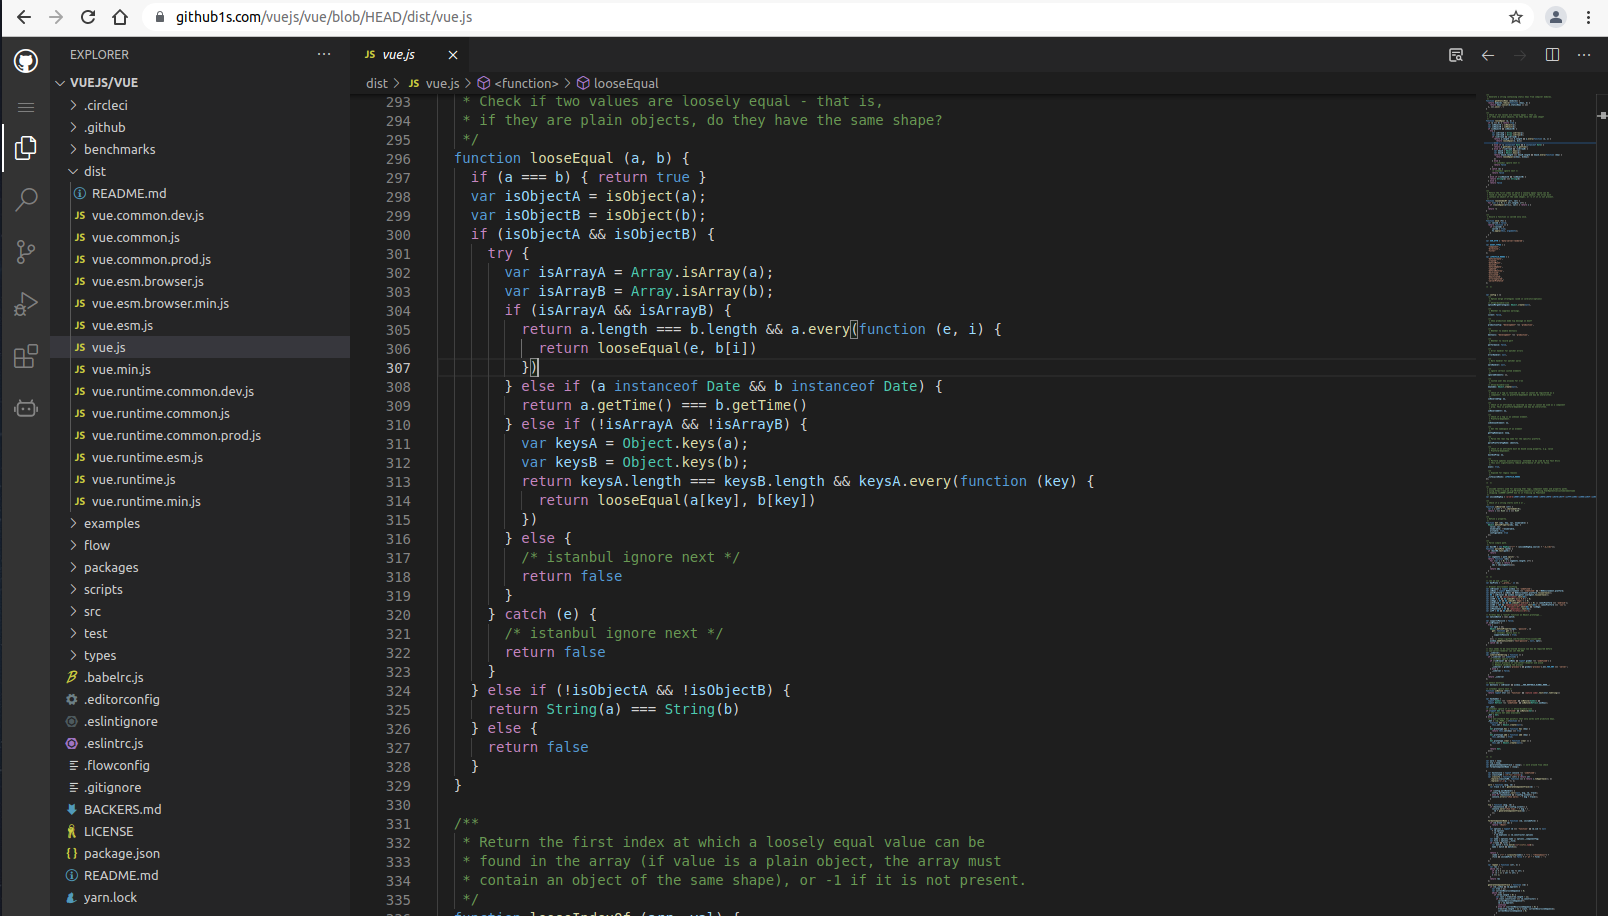 github1s.com/vuejs/vue/blob/HEAD/dist/vue.js
EXPLORER
VUEJS/VUE
.circleci
.github
benchmarks
dist
README.md
vue.common.dev.js
vue.common.js
vue.common.prod.js
vue.esm.browser.js
vue.esm.browser.min.js
vue.esm.js
vue.js
vue.min.js
vue.runtime.common.dev.js
vue.runtime.common.js
vue.runtime.common.prod.js
vue.runtime.esm.js
vue.runtime.js
vue.runtime.min.js
examples
flow
packages
scripts
src
test
types
.babelrc.js
.editorconfig
.eslintignore
.eslintrc.js
.flowconfig
.gitignore
BACKERS.md
LICENSE
package.json
README.md
yarn.lock
JS vue.js
dist > JS vue.js > <function> > looseEqual
293 * Check if two values are loosely equal - that is,
294 * if they are plain objects, do they have the same shape?
295 */
296 function looseEqual (a, b) {
297 if (a === b) { return true }
298 var isObjectA = isObject(a);
299 var isObjectB = isObject(b);
300 if (isObjectA && isObjectB) {
301 try {
302 var isArrayA = Array.isArray(a);
303 var isArrayB = Array.isArray(b);
304 if (isArrayA && isArrayB) {
305 return a.length === b.length && a.every(function (e, i) {
306 return looseEqual(e, b[i])
307 })
308 } else if (a instanceof Date && b instanceof Date) {
309 return a.getTime() === b.getTime()
310 } else if (!isArrayA && !isArrayB) {
311 var keysA = Object.keys(a);
312 var keysB = Object.keys(b);
313 return keysA.length === keysB.length && keysA.every(function (key) {
314 return looseEqual(a[key], b[key])
315 })
316 } else {
317 /* istanbul ignore next */
318 return false
319 }
320 } catch (e) {
321 /* istanbul ignore next */
322 return false
323 }
324 } else if (!isObjectA && !isObjectB) {
325 return String(a) === String(b)
326 } else {
327 return false
328 }
329 }
330
331 /**
332 * Return the first index at which a loosely equal value can be
333 * found in the array (if value is a plain object, the array must
334 * contain an object of the same shape), or -1 if it is not present.
335 */